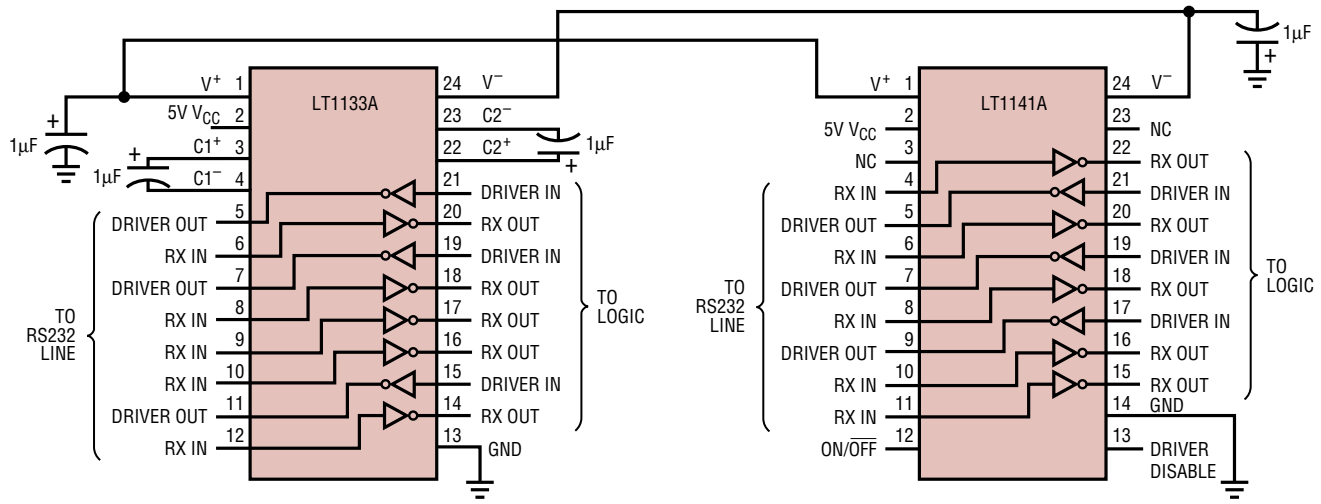 1µF
V+ 1
LT1133A
24 V−
5V VCC 2
23 C2−
+
1µF
C1+ 3
22 C2+
1µF
+
+
1µF
C1− 4
21 DRIVER IN
DRIVER OUT 5
20 RX OUT
RX IN 6
19 DRIVER IN
DRIVER OUT 7
18 RX OUT
RX IN 8
17 RX OUT
RX IN 9
16 RX OUT
RX IN 10
15 DRIVER IN
DRIVER OUT 11
14 RX OUT
RX IN 12
13 GND
TO
RS232
LINE
TO
LOGIC
V+ 1
LT1141A
24 V−
+
5V VCC 2
23 NC
NC 3
22 RX OUT
RX IN 4
21 DRIVER IN
DRIVER OUT 5
20 RX OUT
RX IN 6
19 DRIVER IN
DRIVER OUT 7
18 RX OUT
RX IN 8
17 DRIVER IN
DRIVER OUT 9
16 RX OUT
RX IN 10
15 RX OUT
RX IN 11
14 GND
ON/OFF 12
13 DRIVER
DISABLE
TO
RS232
LINE
TO
LOGIC